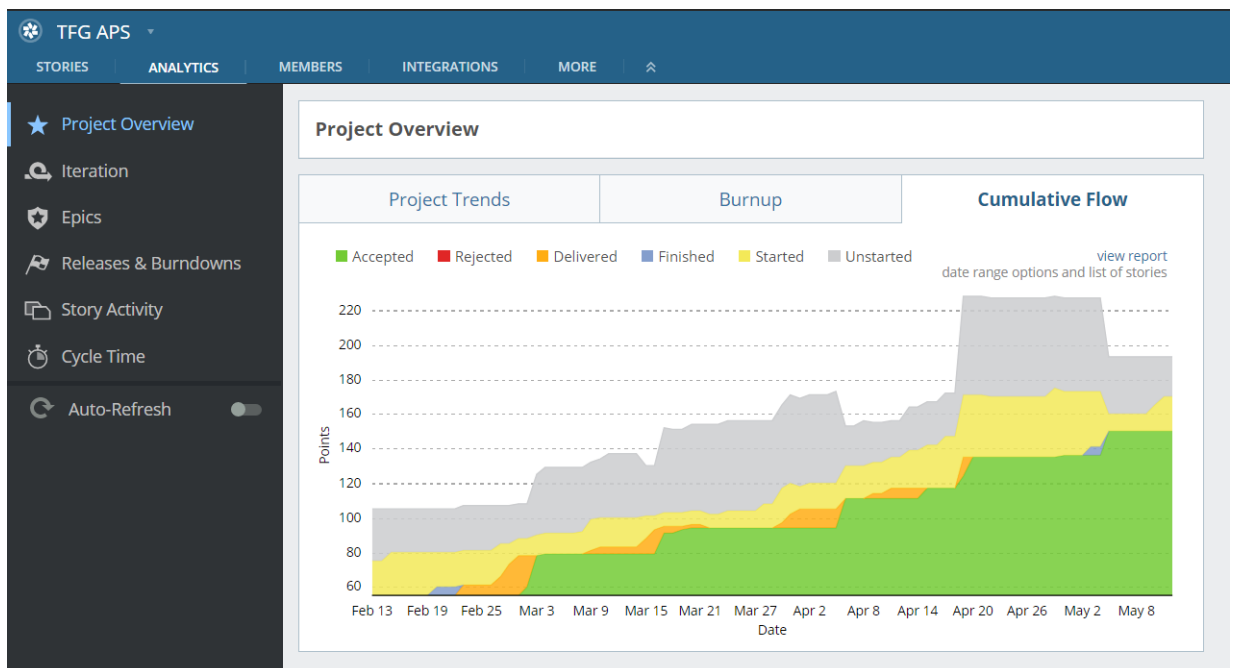 TFG APS
STORIES ANALYTICS MEMBERS INTEGRATIONS MORE
Project Overview
Iteration
Epics
Releases & Burndowns
Story Activity
Cycle Time
Auto-Refresh
Project Overview
Project Trends Burnup Cumulative Flow
Accepted Rejected Delivered Finished Started Unstarted
view report
date range options and list of stories
220
200
180
160
140
120
100
80
60
Points
Feb 13 Feb 19 Feb 25 Mar 3 Mar 9 Mar 15 Mar 21 Mar 27 Apr 2 Apr 8 Apr 14 Apr 20 Apr 26 May 2 May 8
Date